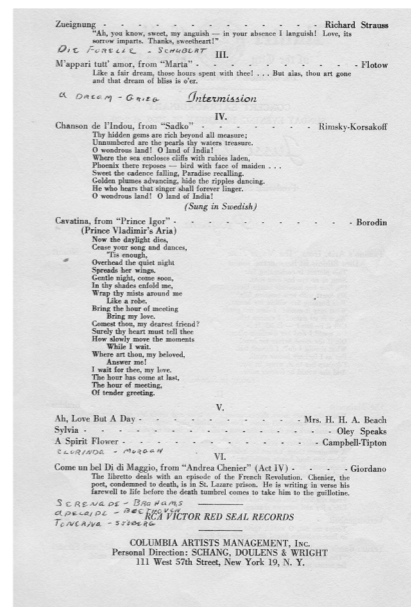 Zueignung - - - - - - - - - Richard Strauss
"Ah, you know, sweet, my anguish — in your absence I languish! Love, its
sorrow imparts. Thanks, sweetheart!"
DIE FORELLE - SCHUBERT
III.
M'appari tutt' amor, from "Marta" - - - - - - - Flotow
Like a fair dream, those hours spent with thee! . . . But alas, thou art gone
and that dream of bliss is o'er.
A DREAM - GRIEG
Intermission
IV.
Chanson de l'Indou, from "Sadko" - - - - - Rimsky-Korsakoff
Thy hidden gems are rich beyond all measure;
Unnumbered are the pearls thy waters treasure.
O wondrous land! O land of India!
Where the sea encloses cliffs with rubies laden,
Phoenix there reposes — bird with face of maiden . . .
Sweet the cadence falling, Paradise recalling.
Golden plumes advancing, hide the ripples dancing.
He who hears that singer shall forever linger.
O wondrous land! O land of India!
(Sung in Swedish)
Cavatina, from "Prince Igor" - - - - - - - - Borodin
(Prince Vladimir's Aria)
Now the daylight dies,
Cease your song and dances,
'Tis enough,
Overhead the quiet night
Spreads her wings.
Gentle night, come soon,
In thy shades enfold me,
Wrap thy mists around me
Like a robe.
Bring the hour of meeting
Bring my love.
Comest thou, my dearest friend?
Surely thy heart must tell thee
How slowly move the moments
While I wait.
Where art thou, my beloved,
Answer me!
I wait for thee, my love.
The hour has come at last,
The hour of meeting,
Of tender greeting.
V.
Ah, Love But A Day - - - - - - - - Mrs. H. H. A. Beach
Sylvia - - - - - - - - - - - Oley Speaks
A Spirit Flower - - - - - - - - - Campbell-Tipton
CLORINDA - MORGAN
VI.
Come un bel Di di Maggio, from "Andrea Chenier" (Act IV) - - - - Giordano
The libretto deals with an episode of the French Revolution. Chenier, the
poet, condemned to death, is in St. Lazare prison. He is writing in verse his
farewell to life before the death tumbel comes to take him to the guillotine.
SERENADE - BRAHAMS
ADELAIDE - BEETHOVEN
RCA VICTOR RED SEAL RECORDS
TONERINA - SJOBERG
COLUMBIA ARTISTS MANAGEMENT, INC.
Personal Direction: SCHANG, DOULENS & WRIGHT
111 West 57th Street, New York 19, N. Y.